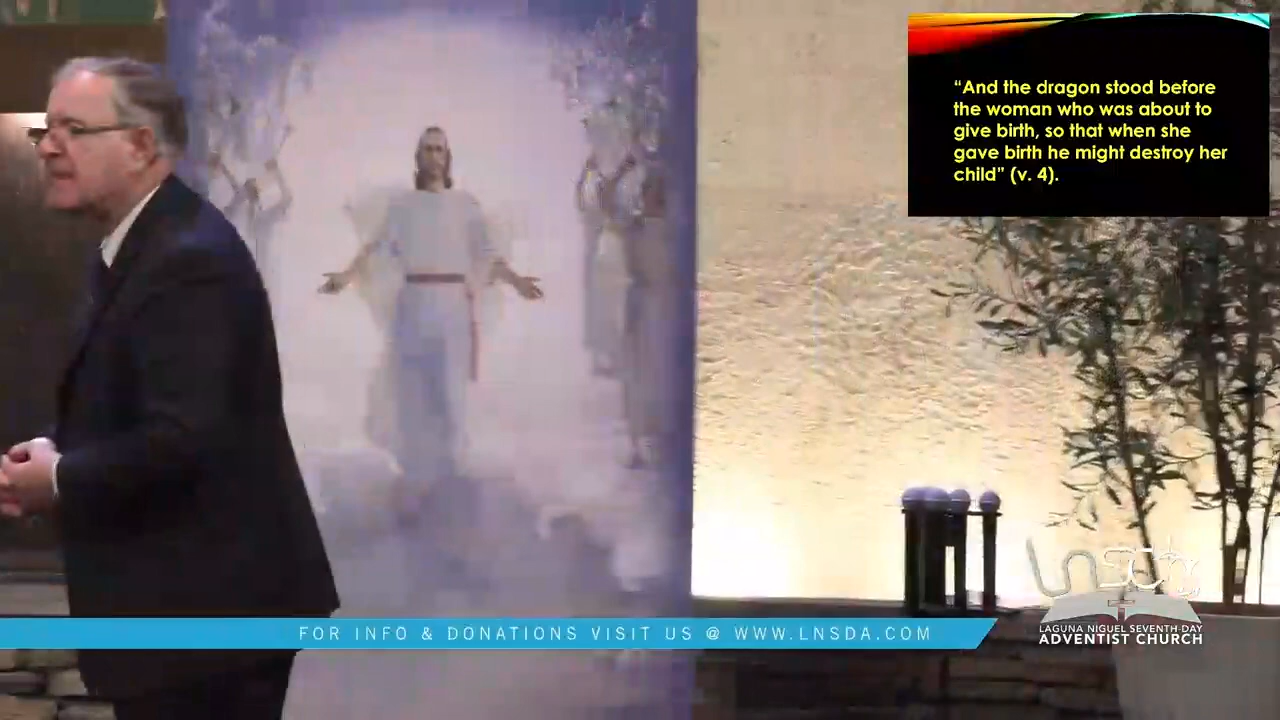 “And the dragon stood before
the woman who was about to
give birth, so that when she
gave birth he might destroy her
child” (v. 4).
FOR INFO & DONATIONS VISIT US @ WWW.LNSDA.COM
lnsda
LAGUNA NIGUEL SEVENTH-DAY
ADVENTIST CHURCH